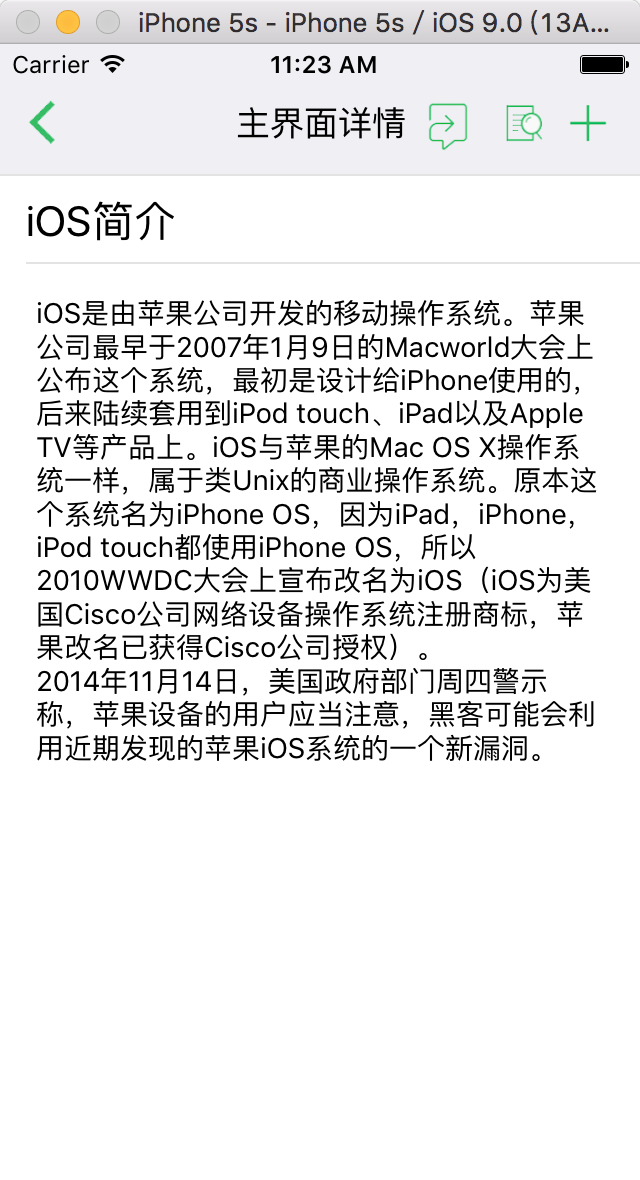 iPhone 5s - iPhone 5s / iOS 9.0 (13A...
Carrier 11:23 AM
主界面详情
iOS简介
iOS是由苹果公司开发的移动操作系统。苹果
公司最早于2007年1月9日的Macworld大会上
公布这个系统，最初是设计给iPhone使用的，
后来陆续套用到iPod touch、iPad以及Apple
TV等产品上。iOS与苹果的Mac OS X操作系
统一样，属于类Unix的商业操作系统。原本这
个系统名为iPhone OS，因为iPad，iPhone，
iPod touch都使用iPhone OS，所以
2010WWDC大会上宣布改名为iOS（iOS为美
国Cisco公司网络设备操作系统注册商标，苹
果改名已获得Cisco公司授权）。
2014年11月14日，美国政府部门周四警示
称，苹果设备的用户应当注意，黑客可能会利
用近期发现的苹果iOS系统的一个新漏洞。